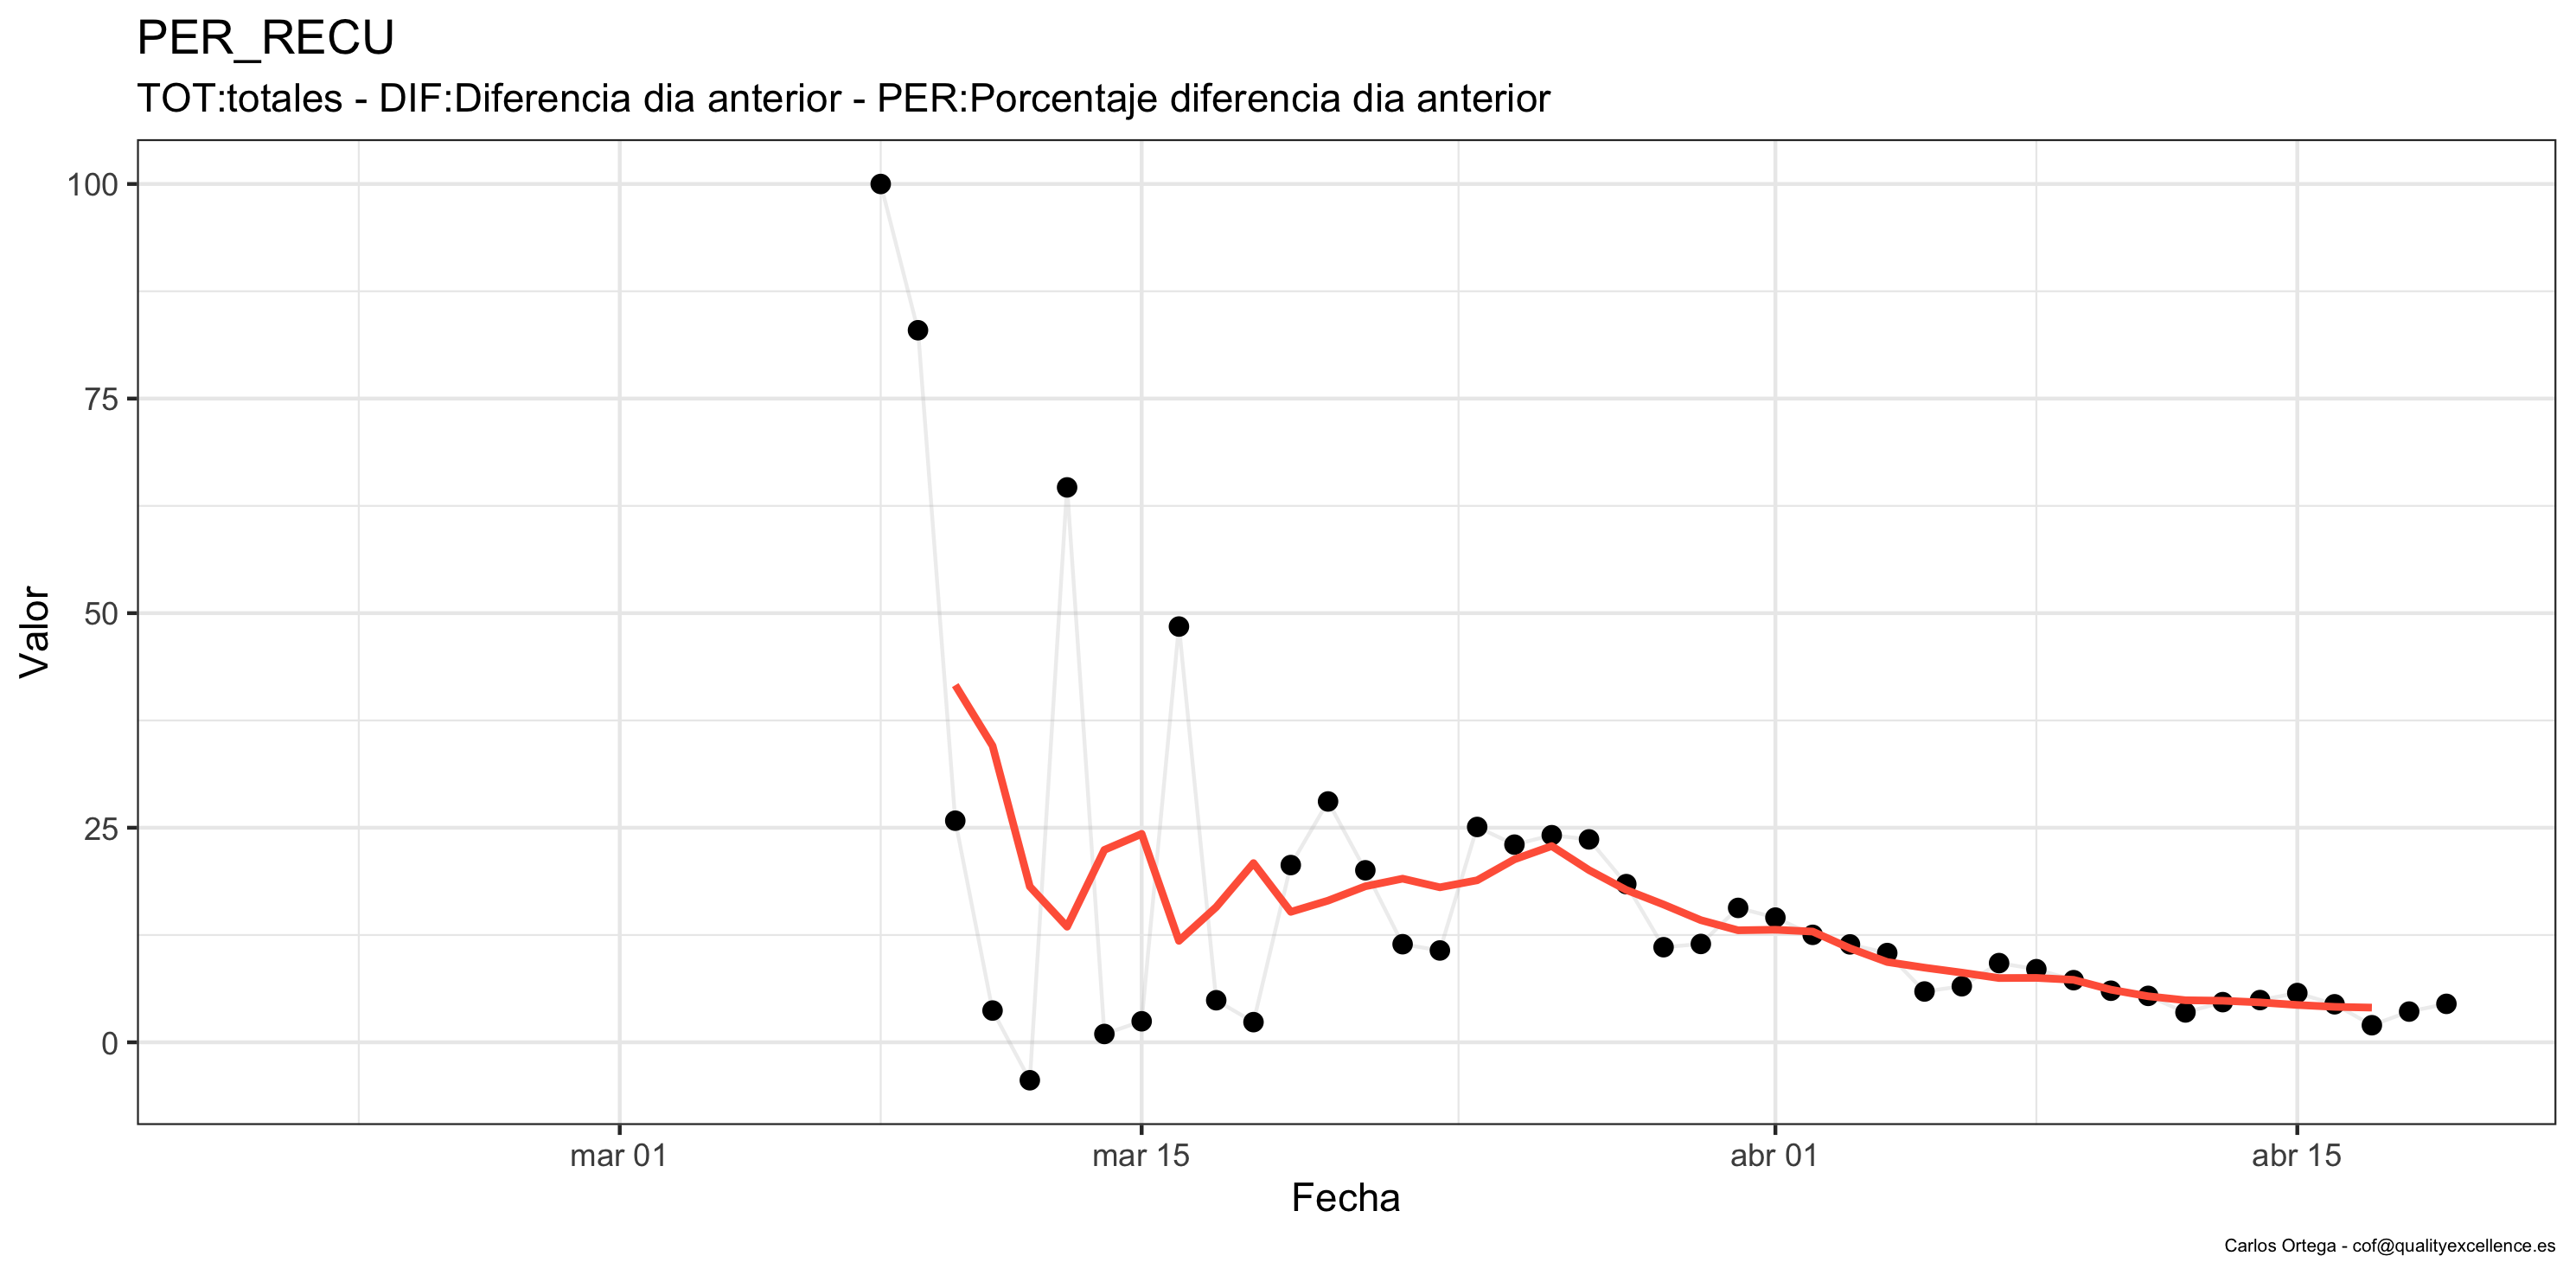 PER_RECU
TOT:totales - DIF:Diferencia dia anterior - PER:Porcentaje diferencia dia anterior
100
75
50
25
0
Valor
mar 01
mar 15
abr 01
abr 15
Fecha
Carlos Ortega - cof@qualityexcellence.es